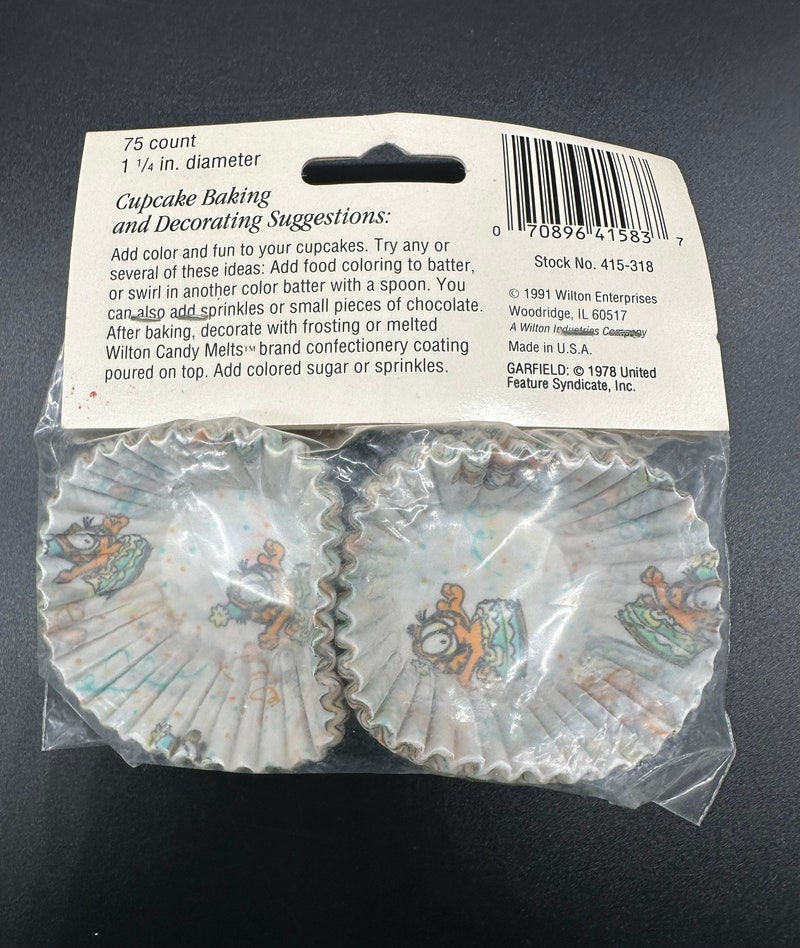 75 count
1 1/4 in. diameter
Cupcake Baking
and Decorating Suggestions:
Add color and fun to your cupcakes. Try any or
several of these ideas: Add food coloring to batter,
or swirl in another color batter with a spoon. You
can also add sprinkles or small pieces of chocolate.
After baking, decorate with frosting or melted
Wilton Candy Melts™ brand confectionery coating
poured on top. Add colored sugar or sprinkles.
0 70896 41583 7
Stock No. 415-318
© 1991 Wilton Enterprises
Woodridge, IL 60517
A Wilton Industries Company
Made in U.S.A.
GARFIELD: © 1978 United
Feature Syndicate, Inc.